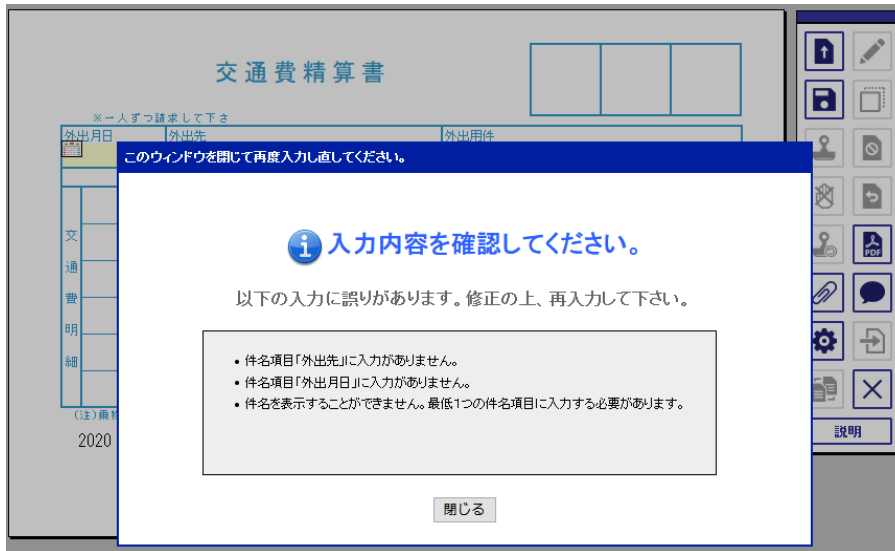 交通費精算書
※一人ずつ請求して下さ
外出月日 外出先 外出用件
このウィンドウを閉じて再度入力し直してください。
入力内容を確認してください。
以下の入力に誤りがあります。修正の上、再入力して下さい。
• 件名項目「外出先」に入力がありません。
• 件名項目「外出月日」に入力がありません。
• 件名を表示することができません。最低1つの件名項目に入力する必要があります。
閉じる
交
通
費
明
細
(注)乗物
2020
PDF
説明